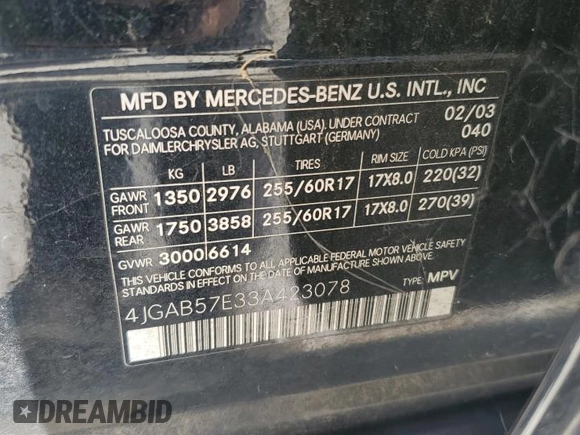 MFD BY MERCEDES-BENZ U.S. INTL., INC
TUSCALOOSA COUNTY, ALABAMA (USA). UNDER CONTRACT 02/03
FOR DAIMLERCHRYSLER AG, STUTTGART (GERMANY) 040
KG LB TIRES RIM SIZE COLD KPA (PSI)
GAWR FRONT 1350 2976 255/60R17 17X8.0 220(32)
GAWR REAR 1750 3858 255/60R17 17X8.0 270(39)
GVWR 3000 6614
THIS VEHICLE CONFORMS TO ALL APPLICABLE FEDERAL MOTOR VEHICLE SAFETY
STANDARDS IN EFFECT ON THE DATE OF MANUFACTURE SHOWN ABOVE.
4JGAB57E33A423078 TYPE: MPV
DREAMBID